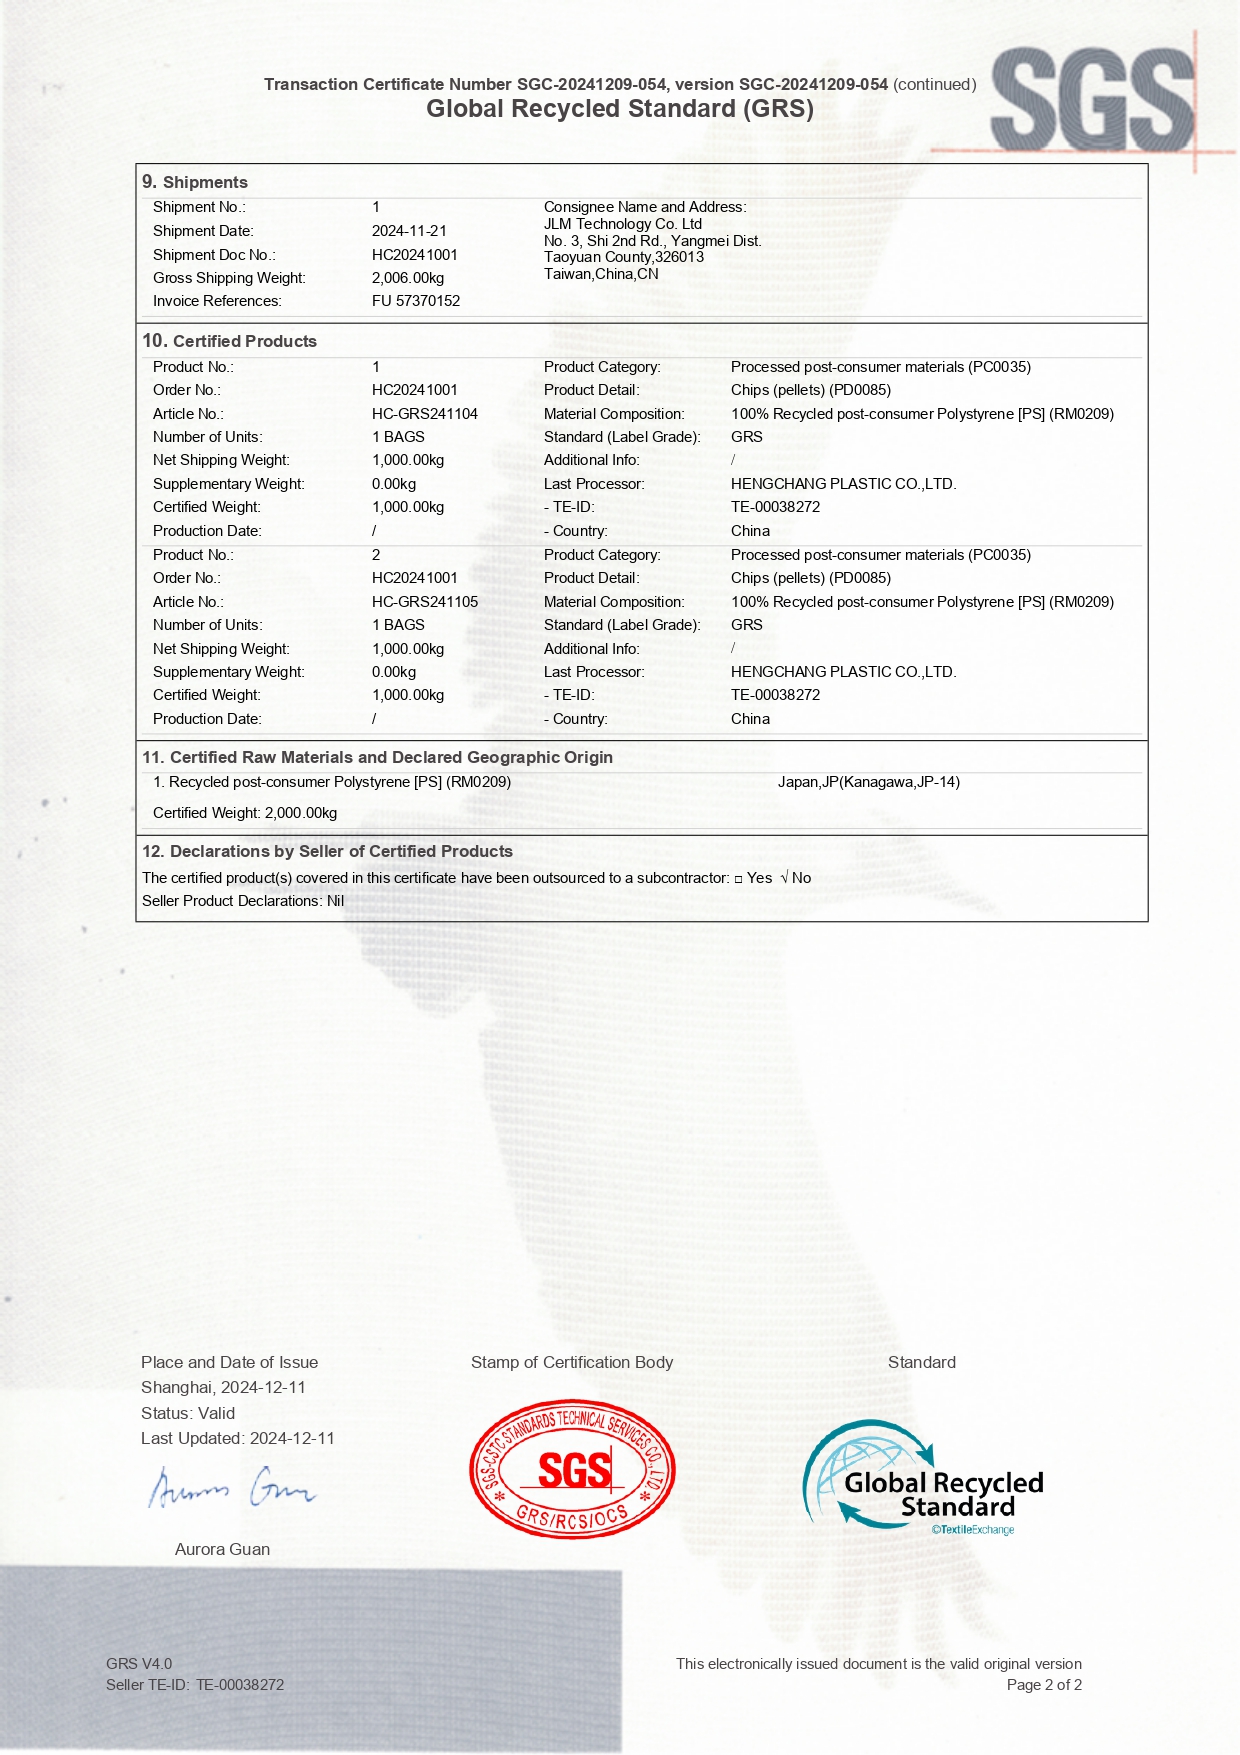 Transaction Certificate Number SGC-20241209-054, version SGC-20241209-054 (continued)
Global Recycled Standard (GRS)
SGS
9. Shipments
Shipment No.: 1
Shipment Date: 2024-11-21
Shipment Doc No.: HC20241001
Gross Shipping Weight: 2,006.00kg
Invoice References: FU 57370152
Consignee Name and Address:
JLM Technology Co. Ltd
No. 3, Shi 2nd Rd., Yangmei Dist.
Taoyuan County,326013
Taiwan,China,CN
10. Certified Products
Product No.: 1 Product Category: Processed post-consumer materials (PC0035)
Order No.: HC20241001 Product Detail: Chips (pellets) (PD0085)
Article No.: HC-GRS241104 Material Composition: 100% Recycled post-consumer Polystyrene [PS] (RM0209)
Number of Units: 1 BAGS Standard (Label Grade): GRS
Net Shipping Weight: 1,000.00kg Additional Info: /
Supplementary Weight: 0.00kg Last Processor: HENGCHANG PLASTIC CO.,LTD.
Certified Weight: 1,000.00kg - TE-ID: TE-00038272
Production Date: / - Country: China
Product No.: 2 Product Category: Processed post-consumer materials (PC0035)
Order No.: HC20241001 Product Detail: Chips (pellets) (PD0085)
Article No.: HC-GRS241105 Material Composition: 100% Recycled post-consumer Polystyrene [PS] (RM0209)
Number of Units: 1 BAGS Standard (Label Grade): GRS
Net Shipping Weight: 1,000.00kg Additional Info: /
Supplementary Weight: 0.00kg Last Processor: HENGCHANG PLASTIC CO.,LTD.
Certified Weight: 1,000.00kg - TE-ID: TE-00038272
Production Date: / - Country: China
11. Certified Raw Materials and Declared Geographic Origin
1. Recycled post-consumer Polystyrene [PS] (RM0209) Japan,JP(Kanagawa,JP-14)
Certified Weight: 2,000.00kg
12. Declarations by Seller of Certified Products
The certified product(s) covered in this certificate have been outsourced to a subcontractor: □ Yes √ No
Seller Product Declarations: Nil
Place and Date of Issue
Shanghai, 2024-12-11
Status: Valid
Last Updated: 2024-12-11
Aurora Guan
Stamp of Certification Body
SGS-CSTC STANDARDS TECHNICAL SERVICES CO., LTD.
SGS
* GRS/RCS/OCS *
Standard
Global Recycled
Standard
©TextileExchange
GRS V4.0
Seller TE-ID: TE-00038272
This electronically issued document is the valid original version
Page 2 of 2